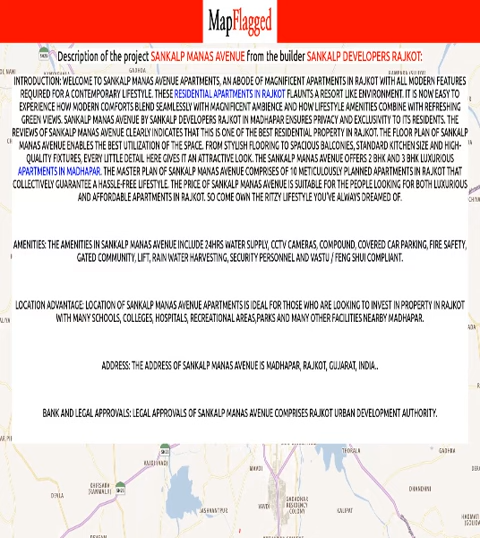 MapFlagged
Description of the project SANKALP MANAS AVENUE from the builder SANKALP DEVELOPERS RAJKOT:
INTRODUCTION: WELCOME TO SANKALP MANAS AVENUE APARTMENTS, AN ABODE OF MAGNIFICENT APARTMENTS IN RAJKOT WITH ALL MODERN FEATURES
REQUIRED FOR A CONTEMPORARY LIFESTYLE. THESE RESIDENTIAL APARTMENTS IN RAJKOT FLAUNTS A RESORT LIKE ENVIRONMENT. IT IS NOW EASY TO
EXPERIENCE HOW MODERN COMFORTS BLEND SEAMLESSLY WITH MAGNIFICENT AMBIENCE AND HOW LIFESTYLE AMENITIES COMBINE WITH REFRESHING
GREEN VIEWS. SANKALP MANAS AVENUE BY SANKALP DEVELOPERS RAJKOT IN MADHAPAR ENSURES PRIVACY AND EXCLUSIVITY TO ITS RESIDENTS. THE
REVIEWS OF SANKALP MANAS AVENUE CLEARLY INDICATES THAT THIS IS ONE OF THE BEST RESIDENTIAL PROPERTY IN RAJKOT. THE FLOOR PLAN OF SANKALP
MANAS AVENUE ENABLES THE BEST UTILIZATION OF THE SPACE. FROM STYLISH FLOORING TO SPACIOUS BALCONIES, STANDARD KITCHEN SIZE AND HIGH-
QUALITY FIXTURES, EVERY LITTLE DETAIL HERE GIVES IT AN ATTRACTIVE LOOK. THE SANKALP MANAS AVENUE OFFERS 2 BHK AND 3 BHK LUXURIOUS
APARTMENTS IN MADHAPAR. THE MASTER PLAN OF SANKALP MANAS AVENUE COMPRISES OF 10 METICULOUSLY PLANNED APARTMENTS IN RAJKOT THAT
COLLECTIVELY GUARANTEE A HASSLE-FREE LIFESTYLE. THE PRICE OF SANKALP MANAS AVENUE IS SUITABLE FOR THE PEOPLE LOOKING FOR BOTH LUXURIOUS
AND AFFORDABLE APARTMENTS IN RAJKOT. SO COME OWN THE RITZY LIFESTYLE YOU'VE ALWAYS DREAMED OF.
AMENITIES: THE AMENITIES IN SANKALP MANAS AVENUE INCLUDE 24HRS WATER SUPPLY, CCTV CAMERAS, COMPOUND, COVERED CAR PARKING, FIRE SAFETY,
GATED COMMUNITY, LIFT, RAIN WATER HARVESTING, SECURITY PERSONNEL AND VASTU / FENG SHUI COMPLIANT.
LOCATION ADVANTAGE: LOCATION OF SANKALP MANAS AVENUE APARTMENTS IS IDEAL FOR THOSE WHO ARE LOOKING TO INVEST IN PROPERTY IN RAJKOT
WITH MANY SCHOOLS, COLLEGES, HOSPITALS, RECREATIONAL AREAS,PARKS AND MANY OTHER FACILITIES NEARBY MADHAPAR.
ADDRESS: THE ADDRESS OF SANKALP MANAS AVENUE IS MADHAPAR, RAJKOT, GUJARAT, INDIA..
BANK AND LEGAL APPROVALS: LEGAL APPROVALS OF SANKALP MANAS AVENUE COMPRISES RAJKOT URBAN DEVELOPMENT AUTHORITY.